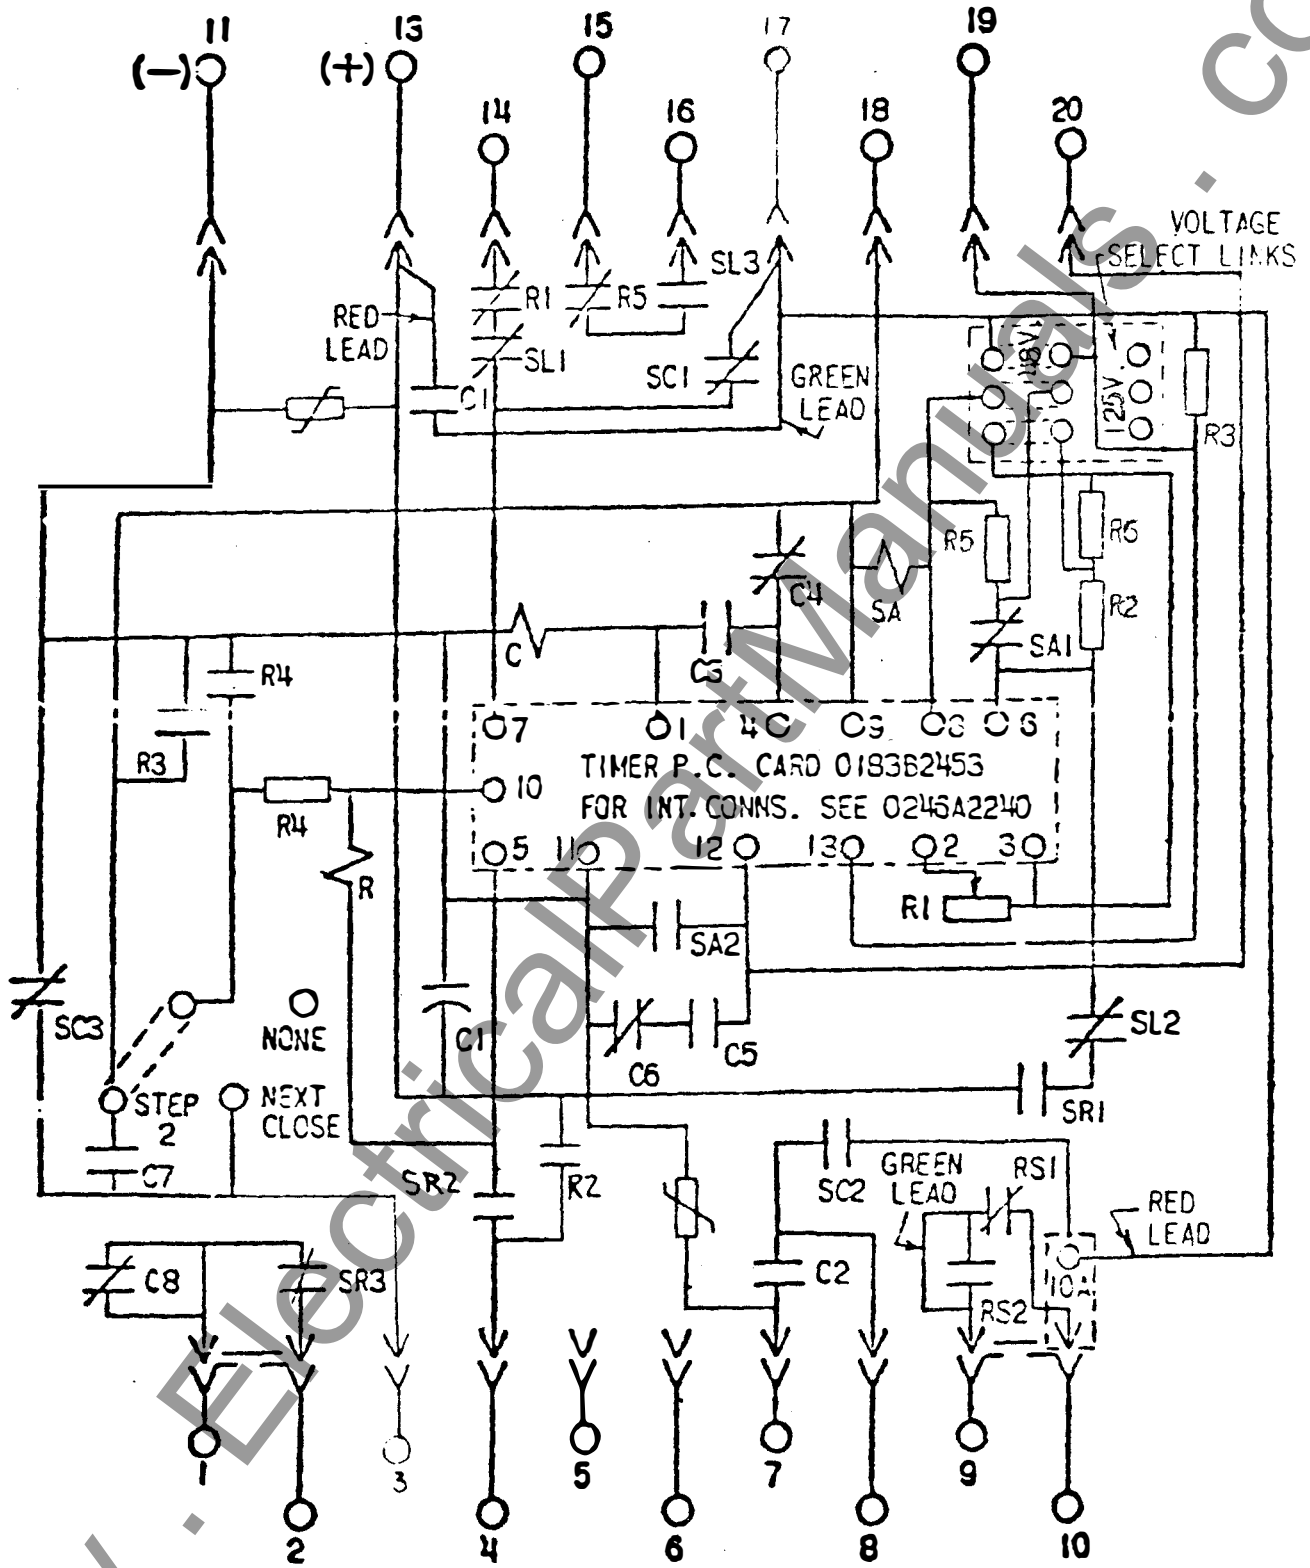 11
13
15
17
19
(−)
(+)
14
16
18
20
VOLTAGE
SELECT LINKS
SL3
R1
R5
RED
LEAD
SL1
C1
SC1
GREEN
LEAD
118V
125V
R3
R5
R6
C4
SA
R2
SA1
C
C3
R4
R3
7
1
4
9
8
6
TIMER P.C. CARD 0183B2453
10
FOR INT. CONNS. SEE 0246A2240
R4
5
11
12
13
2
3
R
R1
SA2
SC3
NONE
C1
C6
C5
SL2
STEP
2
NEXT
CLOSE
SR1
C7
SR2
R2
SC2
GREEN
LEAD
RS1
RED
LEAD
C8
SR3
C2
10A
RS2
1
3
5
7
9
2
4
6
8
10
. ElectricalPartManuals . co